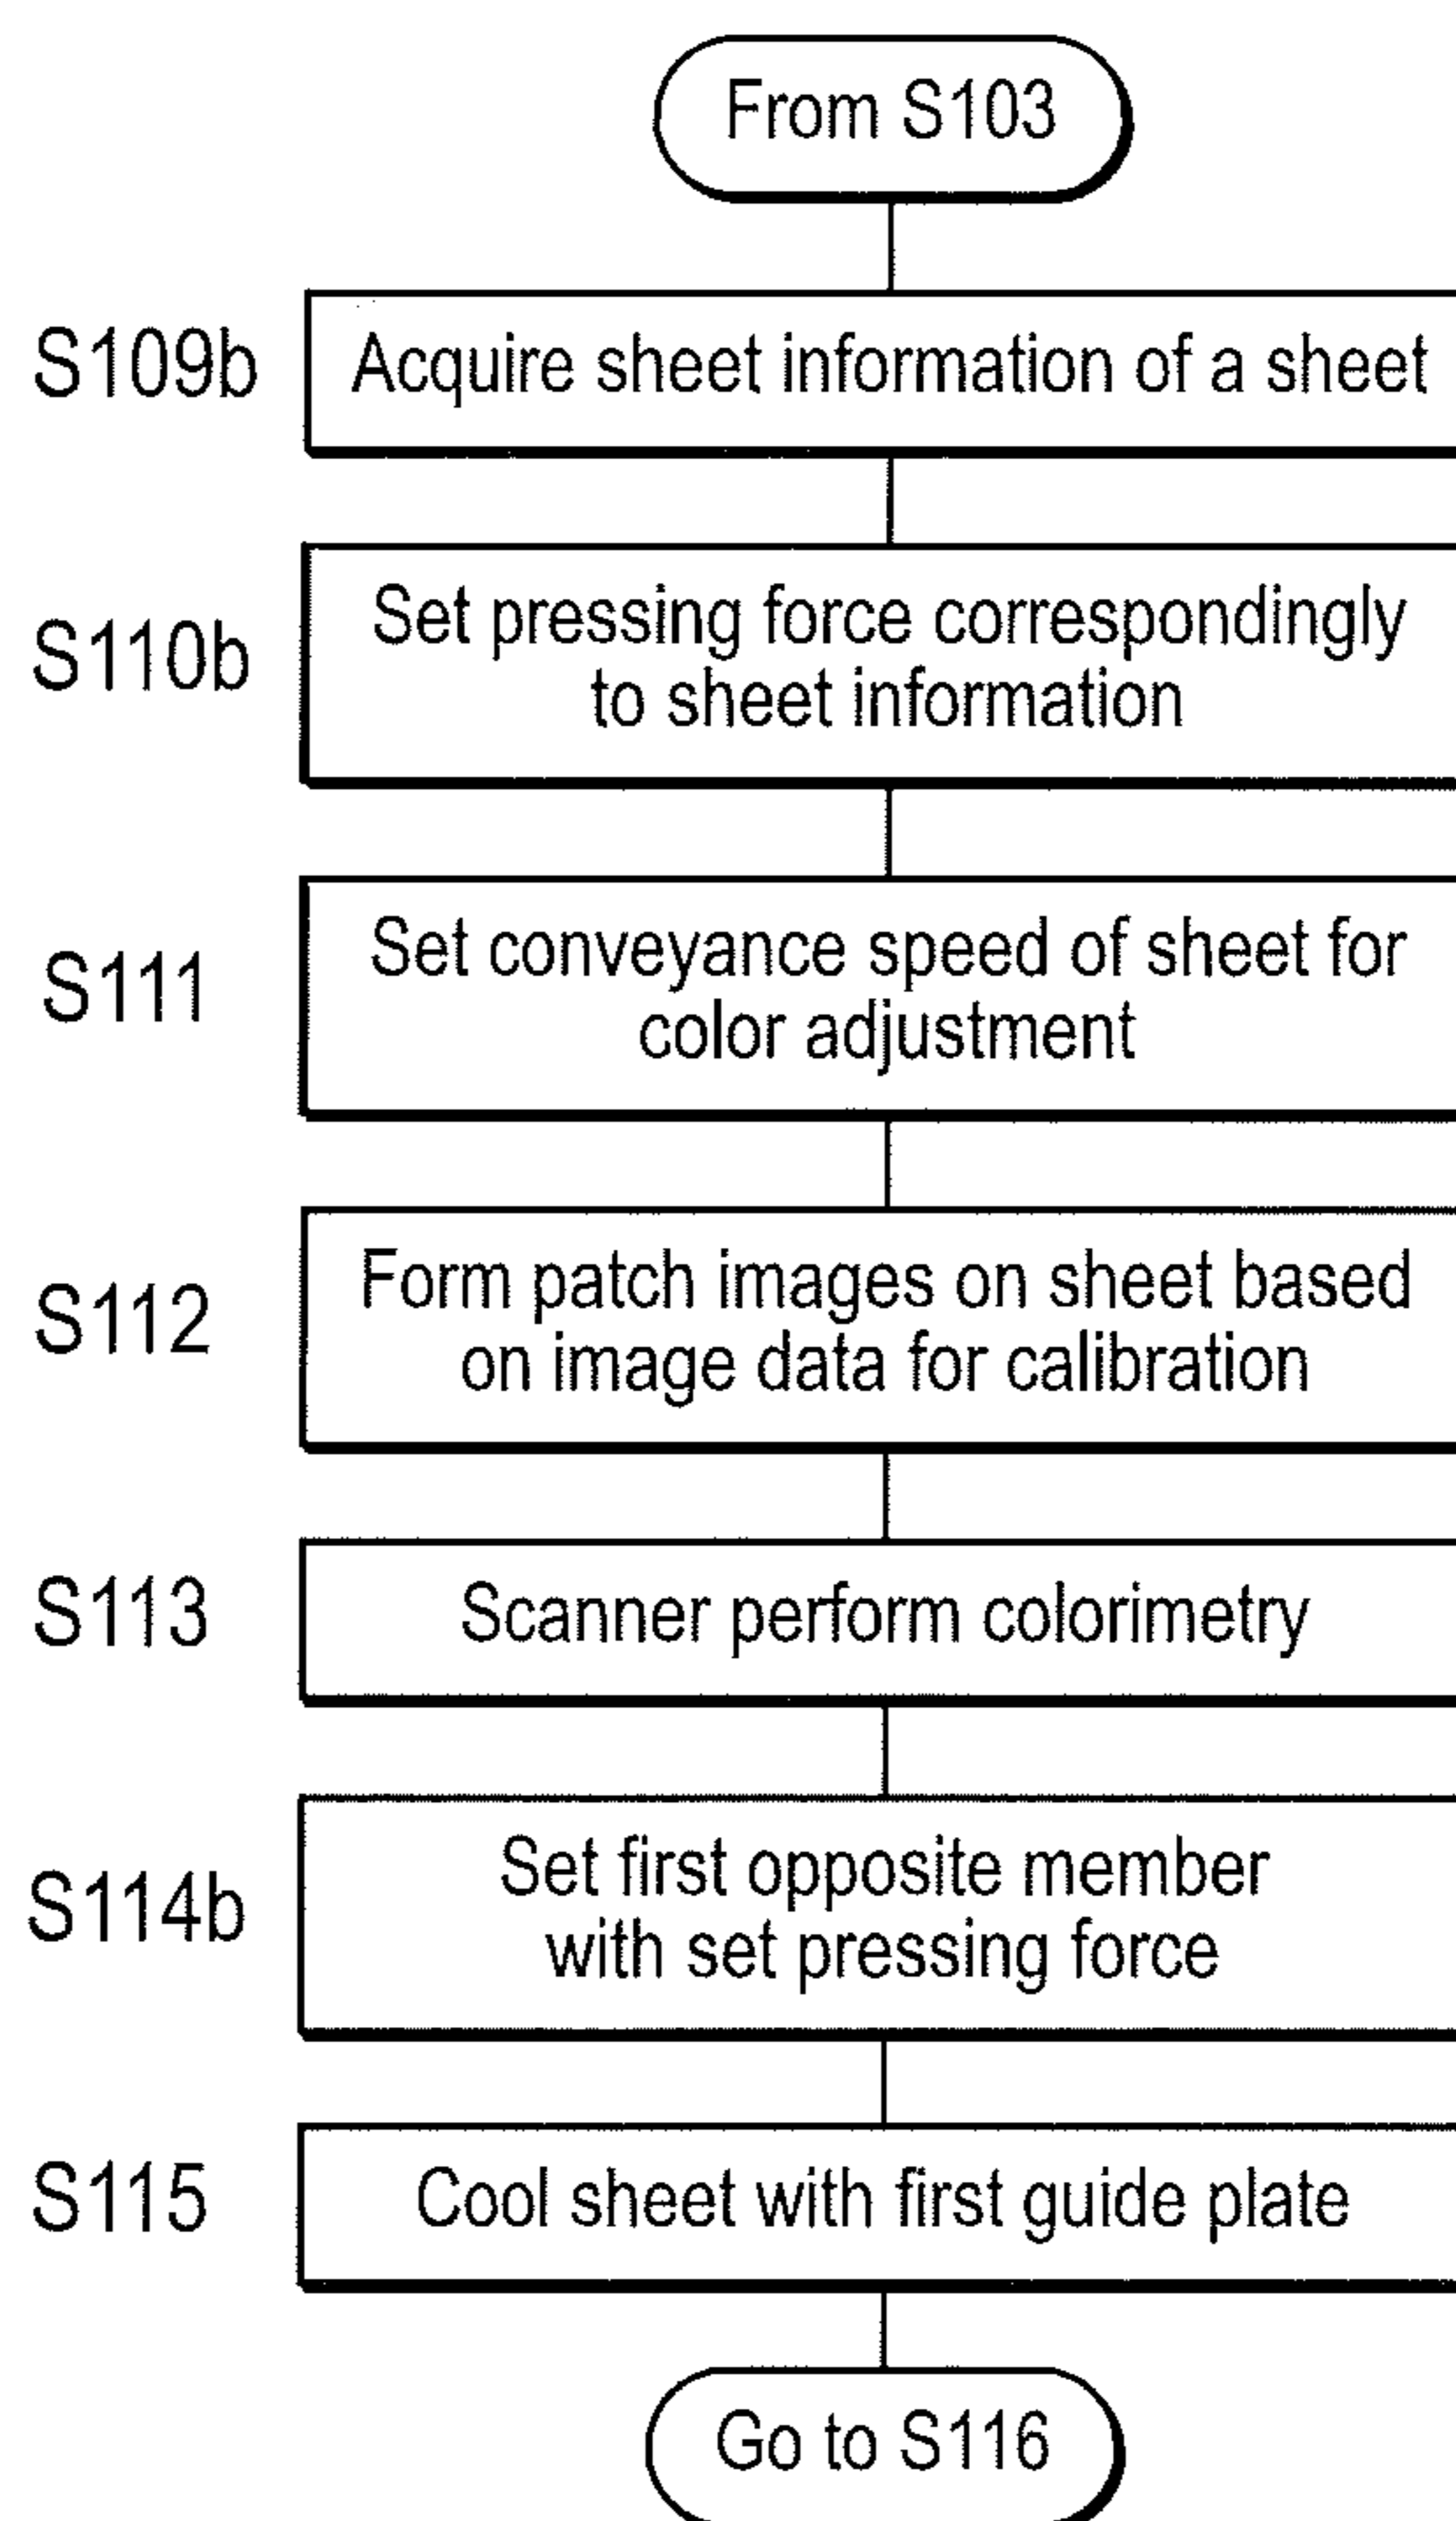 From S103
S109b
Acquire sheet information of a sheet
S110b
Set pressing force correspondingly
to sheet information
S111
Set conveyance speed of sheet for
color adjustment
S112
Form patch images on sheet based
on image data for calibration
S113
Scanner perform colorimetry
S114b
Set first opposite member
with set pressing force
S115
Cool sheet with first guide plate
Go to S116